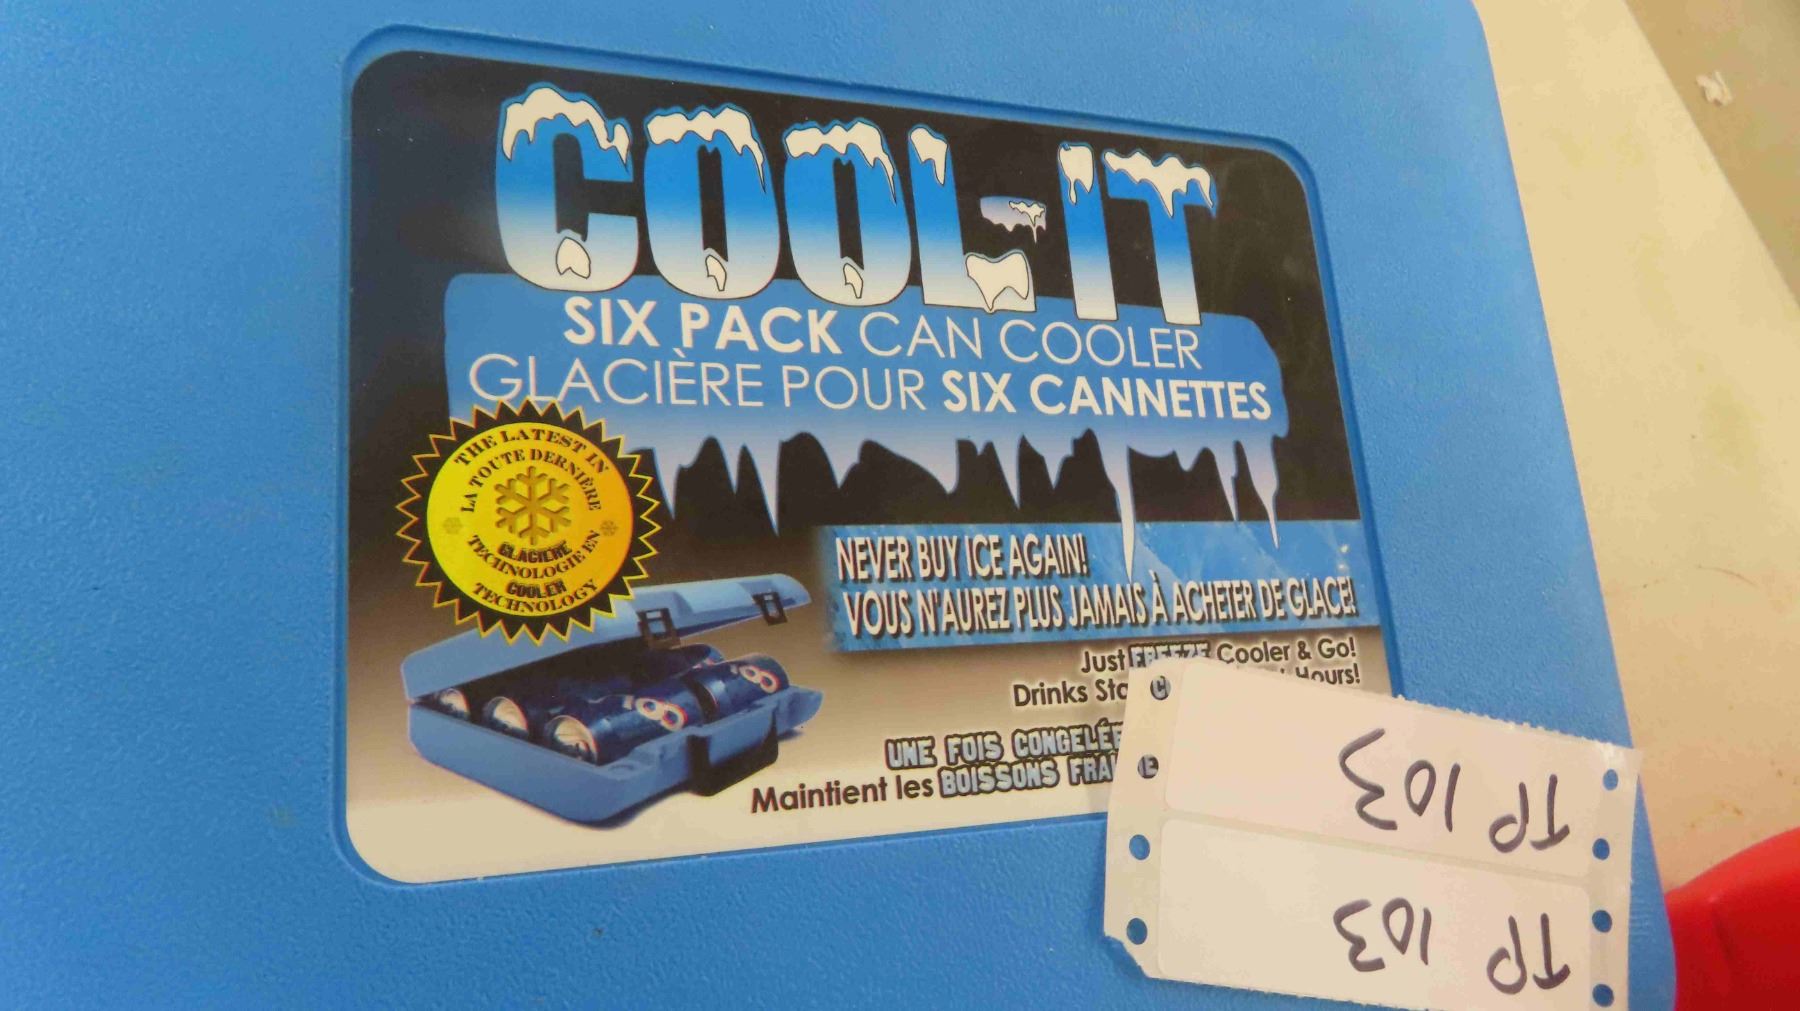 COOL-IT
SIX PACK CAN COOLER
GLACIÈRE POUR SIX CANNETTES
THE LATEST IN
LA TOUTE DERNIÈRE
GLACIÈRE
TECHNOLOGIE EN
COOLER
TECHNOLOGY
NEVER BUY ICE AGAIN!
VOUS N'AUREZ PLUS JAMAIS À ACHETER DE GLACE!
Just FREEZE Cooler & Go!
Drinks Hours!
UNE FOIS CONGELÉE
Maintient les BOISSONS
TP 103
TP 103